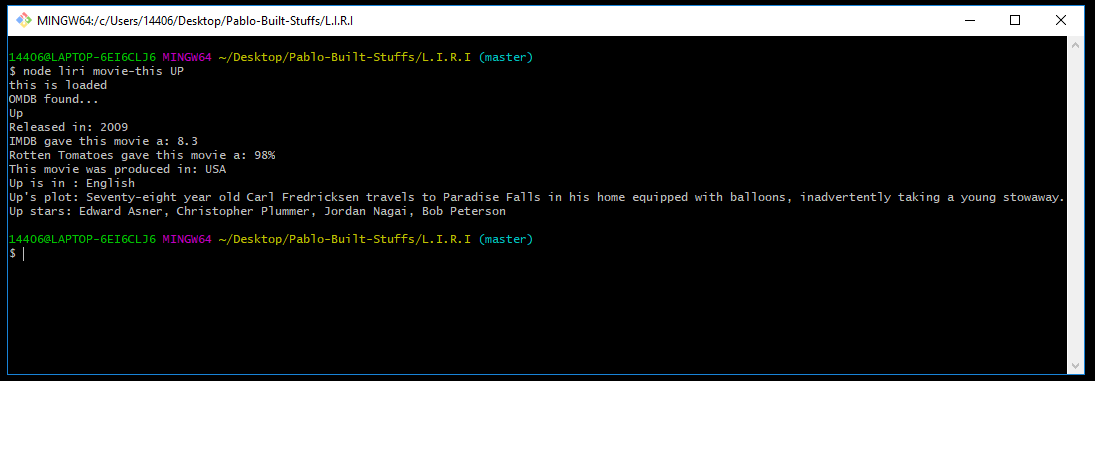 MINGW64:/c/Users/14406/Desktop/Pablo-Built-Stuffs/L.I.R.I
14406@LAPTOP-6EI6CLJ6 MINGW64 ~/Desktop/Pablo-Built-Stuffs/L.I.R.I (master)
$ node liri movie-this UP
this is loaded
OMDB found...
Up
Released in: 2009
IMDB gave this movie a: 8.3
Rotten Tomatoes gave this movie a: 98%
This movie was produced in: USA
Up is in : English
Up's plot: Seventy-eight year old Carl Fredricksen travels to Paradise Falls in his home equipped with balloons, inadvertently taking a young stowaway.
Up stars: Edward Asner, Christopher Plummer, Jordan Nagai, Bob Peterson
14406@LAPTOP-6EI6CLJ6 MINGW64 ~/Desktop/Pablo-Built-Stuffs/L.I.R.I (master)
$